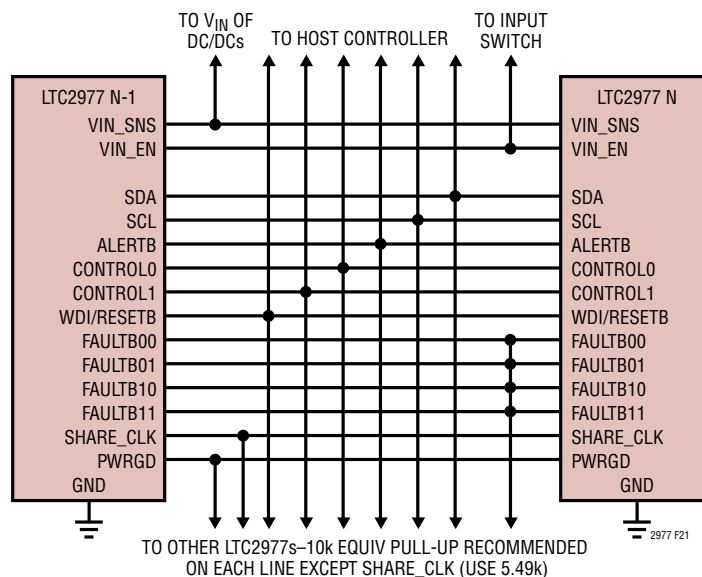 TO VIN OF
DC/DCs
TO HOST CONTROLLER
TO INPUT
SWITCH
LTC2977 N-1
VIN_SNS
VIN_EN
SDA
SCL
ALERTB
CONTROL0
CONTROL1
WDI/RESETB
FAULTB00
FAULTB01
FAULTB10
FAULTB11
SHARE_CLK
PWRGD
GND
LTC2977 N
VIN_SNS
VIN_EN
SDA
SCL
ALERTB
CONTROL0
CONTROL1
WDI/RESETB
FAULTB00
FAULTB01
FAULTB10
FAULTB11
SHARE_CLK
PWRGD
GND
2977 F21
TO OTHER LTC2977s–10k EQUIV PULL-UP RECOMMENDED
ON EACH LINE EXCEPT SHARE_CLK (USE 5.49k)